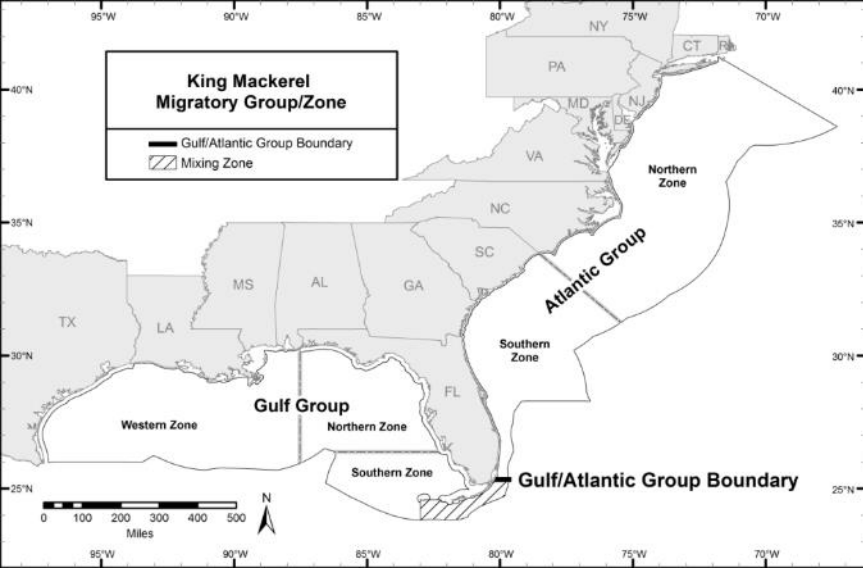 95°W 90°W 85°W 80°W 75°W 70°W
NY
CT
R
PA
40°N
40°N
King Mackerel
Migratory Group/Zone
Gulf/Atlantic Group Boundary
Mixing Zone
MD
NJ
DE
VA
Northern
Zone
NC
35°N
35°N
SC
Atlantic Group
MS
AL
GA
TX
LA
Southern
Zone
30°N
30°N
FL
Gulf Group
Western Zone
Northern Zone
Southern Zone
Gulf/Atlantic Group Boundary
25°N
25°N
N
0 100 200 300 400 500
Miles
95°W 90°W 85°W 80°W 75°W 70°W